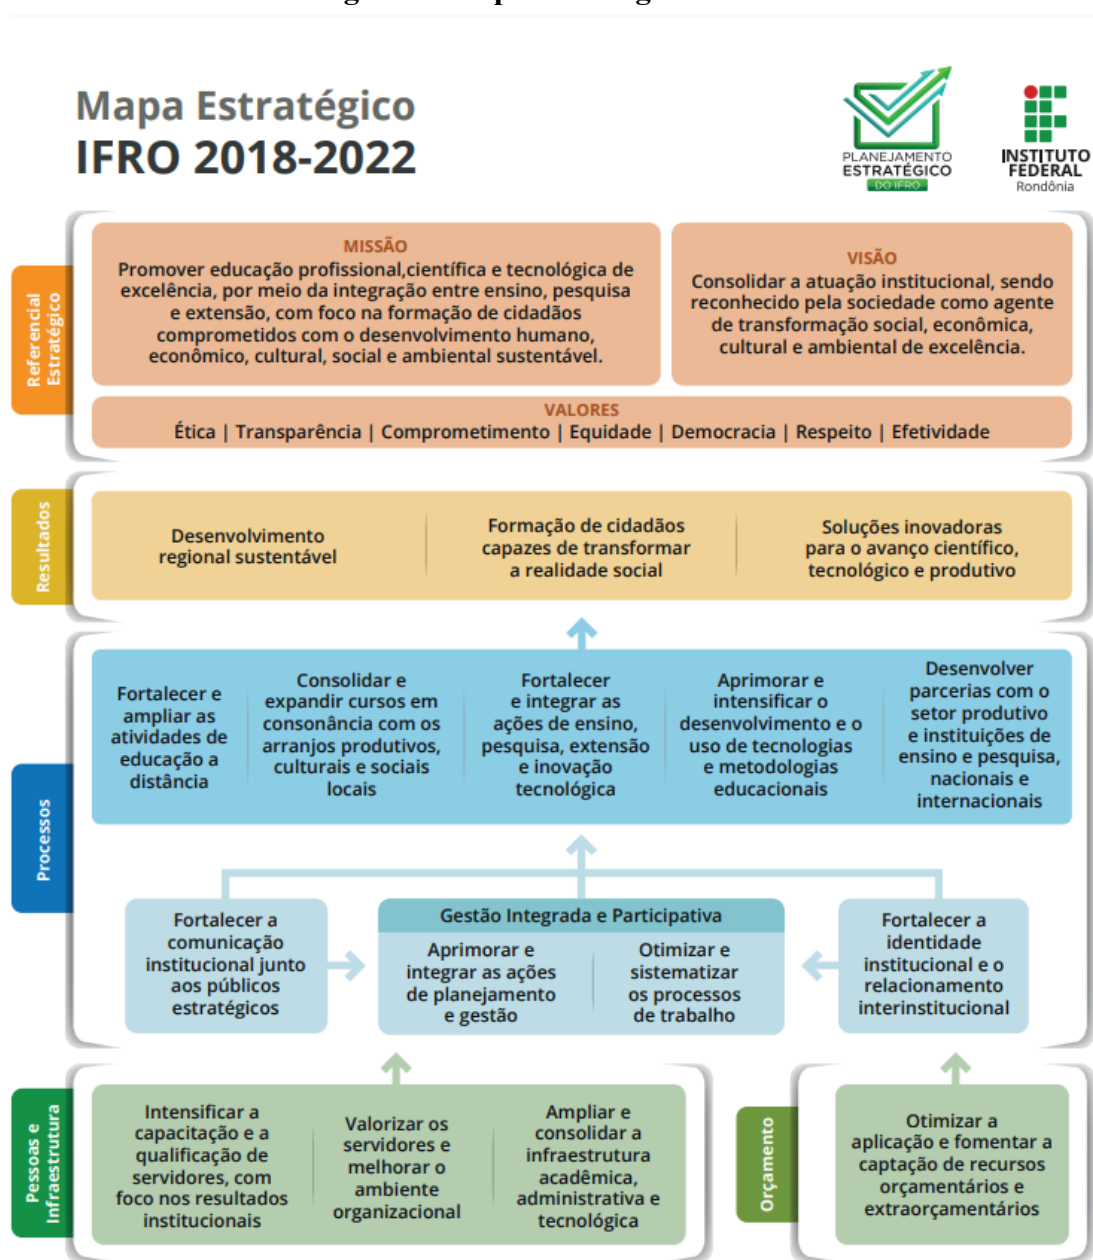 Mapa Estratégico
IFRO 2018-2022
PLANEJAMENTO
ESTRATÉGICO
DO IFRO
INSTITUTO
FEDERAL
Rondônia
Referencial
Estratégico
MISSÃO
Promover educação profissional,científica e tecnológica de
excelência, por meio da integração entre ensino, pesquisa
e extensão, com foco na formação de cidadãos
comprometidos com o desenvolvimento humano,
econômico, cultural, social e ambiental sustentável.
VISÃO
Consolidar a atuação institucional, sendo
reconhecido pela sociedade como agente
de transformação social, econômica,
cultural e ambiental de excelência.
VALORES
Ética | Transparência | Comprometimento | Equidade | Democracia | Respeito | Efetividade
Resultados
Desenvolvimento
regional sustentável
Formação de cidadãos
capazes de transformar
a realidade social
Soluções inovadoras
para o avanço científico,
tecnológico e produtivo
Processos
Fortalecer e
ampliar as
atividades de
educação a
distância
Consolidar e
expandir cursos em
consonância com os
arranjos produtivos,
culturais e sociais
locais
Fortalecer
e integrar as
ações de ensino,
pesquisa, extensão
e inovação
tecnológica
Aprimorar e
intensificar o
desenvolvimento e o
uso de tecnologias
e metodologias
educacionais
Desenvolver
parcerias com o
setor produtivo
e instituições de
ensino e pesquisa,
nacionais e
internacionais
Fortalecer a
comunicação
institucional junto
aos públicos
estratégicos
Gestão Integrada e Participativa
Aprimorar e
integrar as ações
de planejamento
e gestão
Otimizar e
sistematizar
os processos
de trabalho
Fortalecer a
identidade
institucional e o
relacionamento
interinstitucional
Pessoas e
Infraestrutura
Intensificar a
capacitação e a
qualificação de
servidores, com
foco nos resultados
institucionais
Valorizar os
servidores e
melhorar o
ambiente
organizacional
Ampliar e
consolidar a
infraestrutura
acadêmica,
administrativa e
tecnológica
Orçamento
Otimizar a
aplicação e fomentar a
captação de recursos
orçamentários e
extraorçamentários